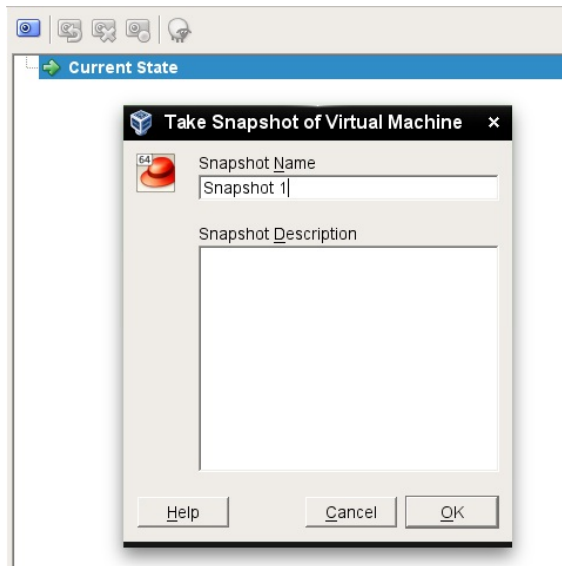 Current State
Take Snapshot of Virtual Machine
64
Snapshot Name
Snapshot 1
Snapshot Description
Help
Cancel
OK